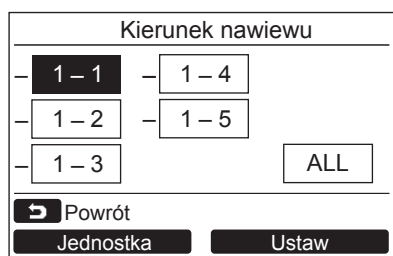 Kierunek nawiewu
– 1 – 1 – 1 – 4
– 1 – 2 – 1 – 5
– 1 – 3 ALL
Powrót
Jednostka Ustaw